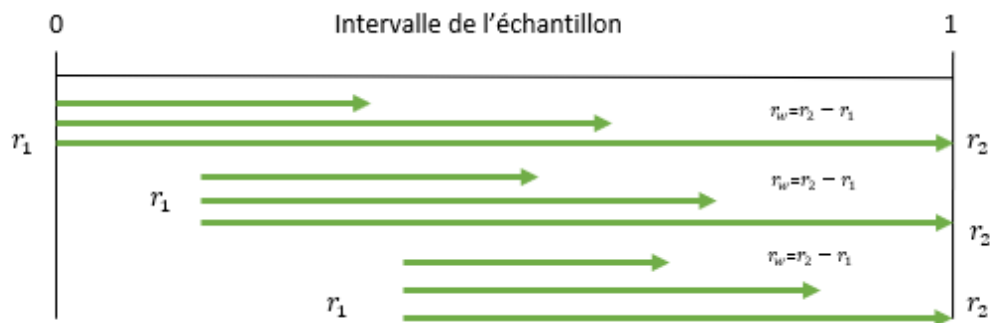 0 Intervalle de l'échantillon 1
r_w=r_2 − r_1
r_1 r_2
r_w=r_2 − r_1
r_1
r_2
r_w=r_2 − r_1
r_1 r_2